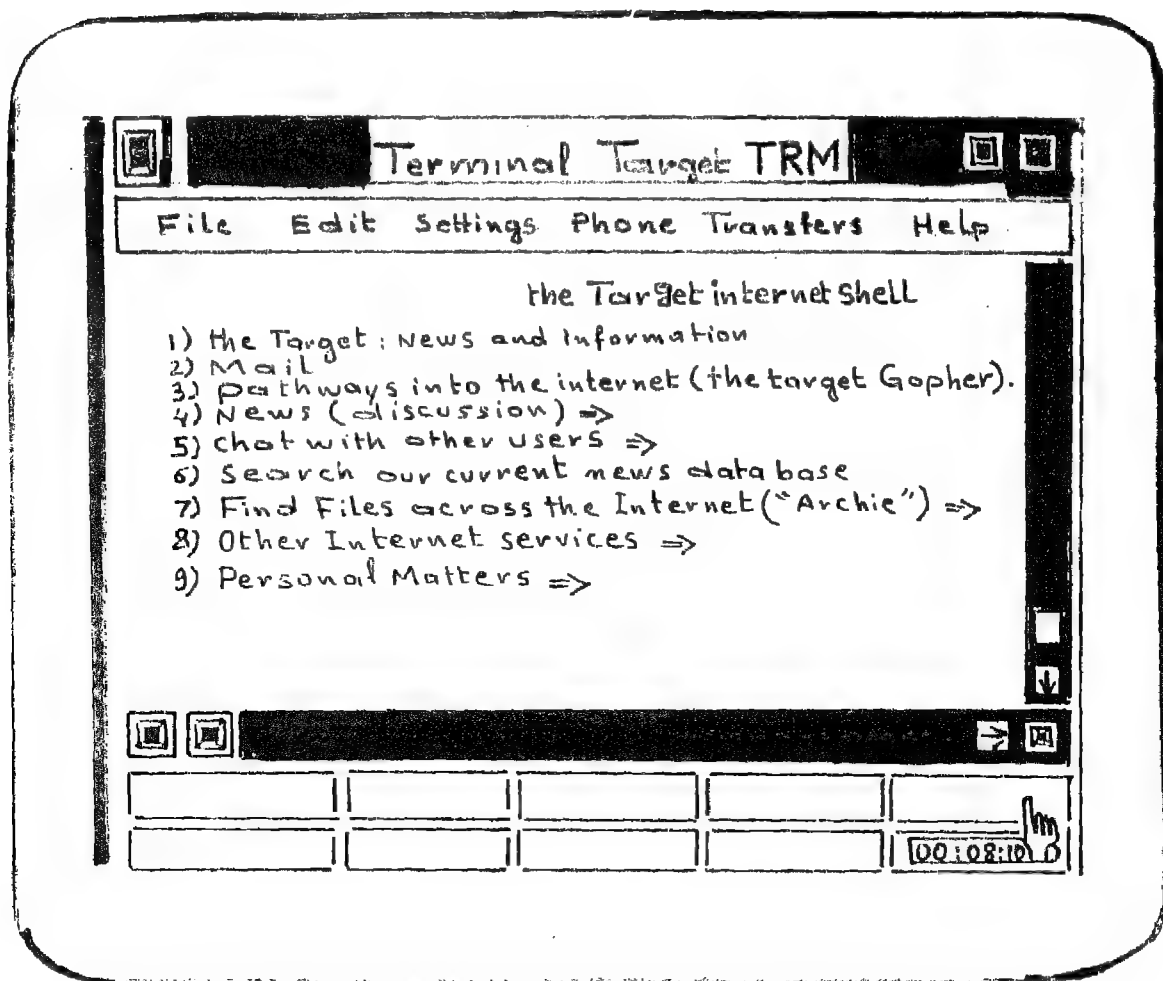 Terminal Target TRM
File Edit Settings Phone Transfers Help
the Target internet Shell
1) the Target : News and Information
2) Mail
3) pathways into the internet (the target Gopher).
4) News (discussion) =>
5) Chat with other users =>
6) Search our current news data base
7) Find Files across the Internet ("Archie") =>
8) Other Internet services =>
9) Personal Matters =>
00:08:10